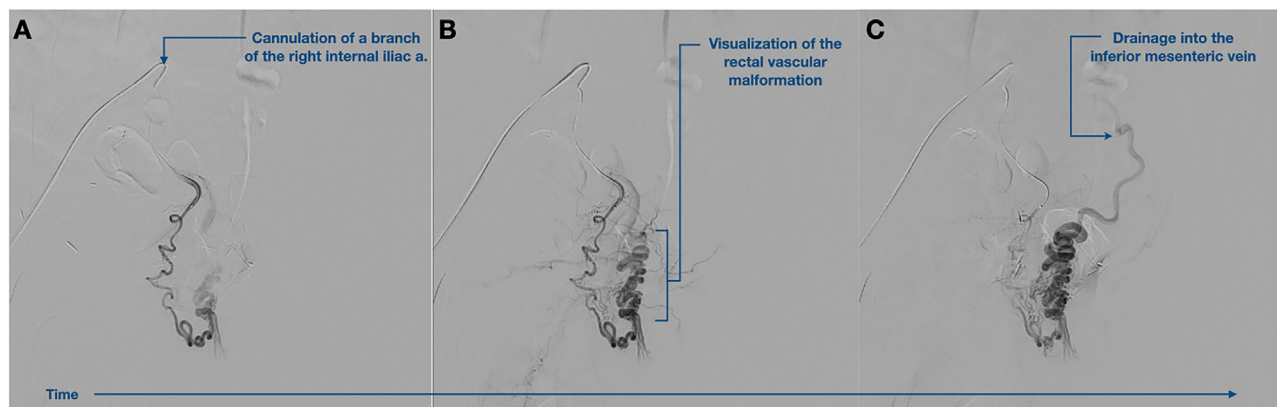 A
Cannulation of a branch
of the right internal iliac a.
B
Visualization of the
rectal vascular
malformation
C
Drainage into the
inferior mesenteric vein
Time